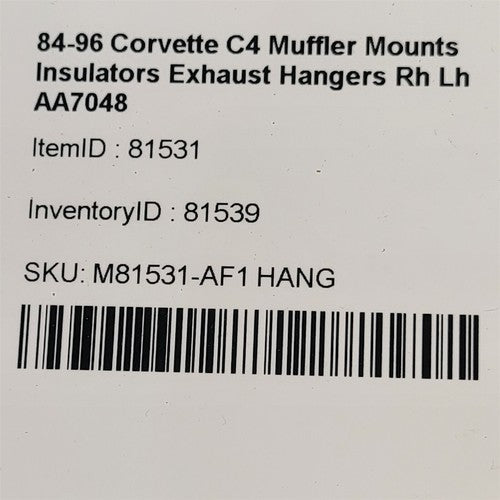 84-96 Corvette C4 Muffler Mounts
Insulators Exhaust Hangers Rh Lh
AA7048
ItemID : 81531
InventoryID : 81539
SKU: M81531-AF1 HANG